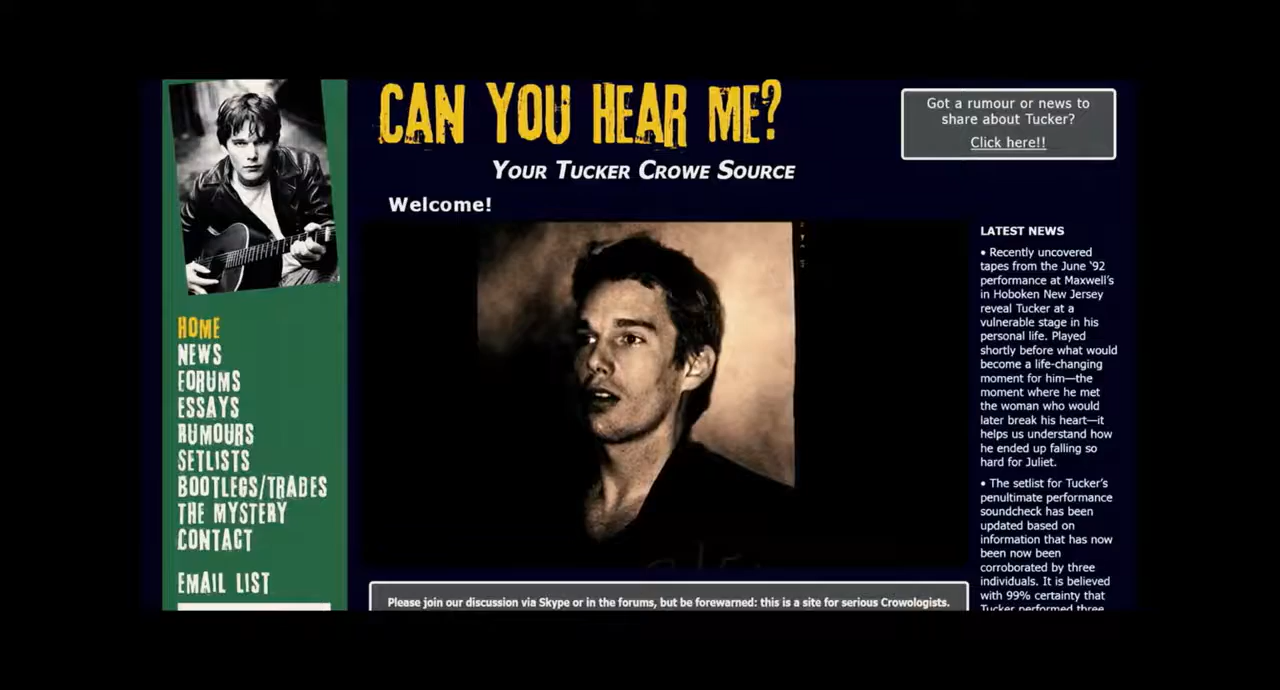 CAN YOU HEAR ME?
YOUR TUCKER CROWE SOURCE
Got a rumour or news to
share about Tucker?
Click here!!
Welcome!
HOME
NEWS
FORUMS
ESSAYS
RUMOURS
SETLISTS
BOOTLEGS/TRADES
THE MYSTERY
CONTACT
EMAIL LIST
LATEST NEWS
• Recently uncovered
tapes from the June '92
performance at Maxwell's
in Hoboken New Jersey
reveal Tucker at a
vulnerable stage in his
personal life. Played
shortly before what would
become a life-changing
moment for him—the
moment where he met
the woman who would
later break his heart—it
helps us understand how
he ended up falling so
hard for Juliet.
• The setlist for Tucker's
penultimate performance
soundcheck has been
updated based on
information that has now
been now been
corroborated by three
individuals. It is believed
with 99% certainty that
Tucker performed three
Please join our discussion via Skype or in the forums, but be forewarned: this is a site for serious Crowologists.